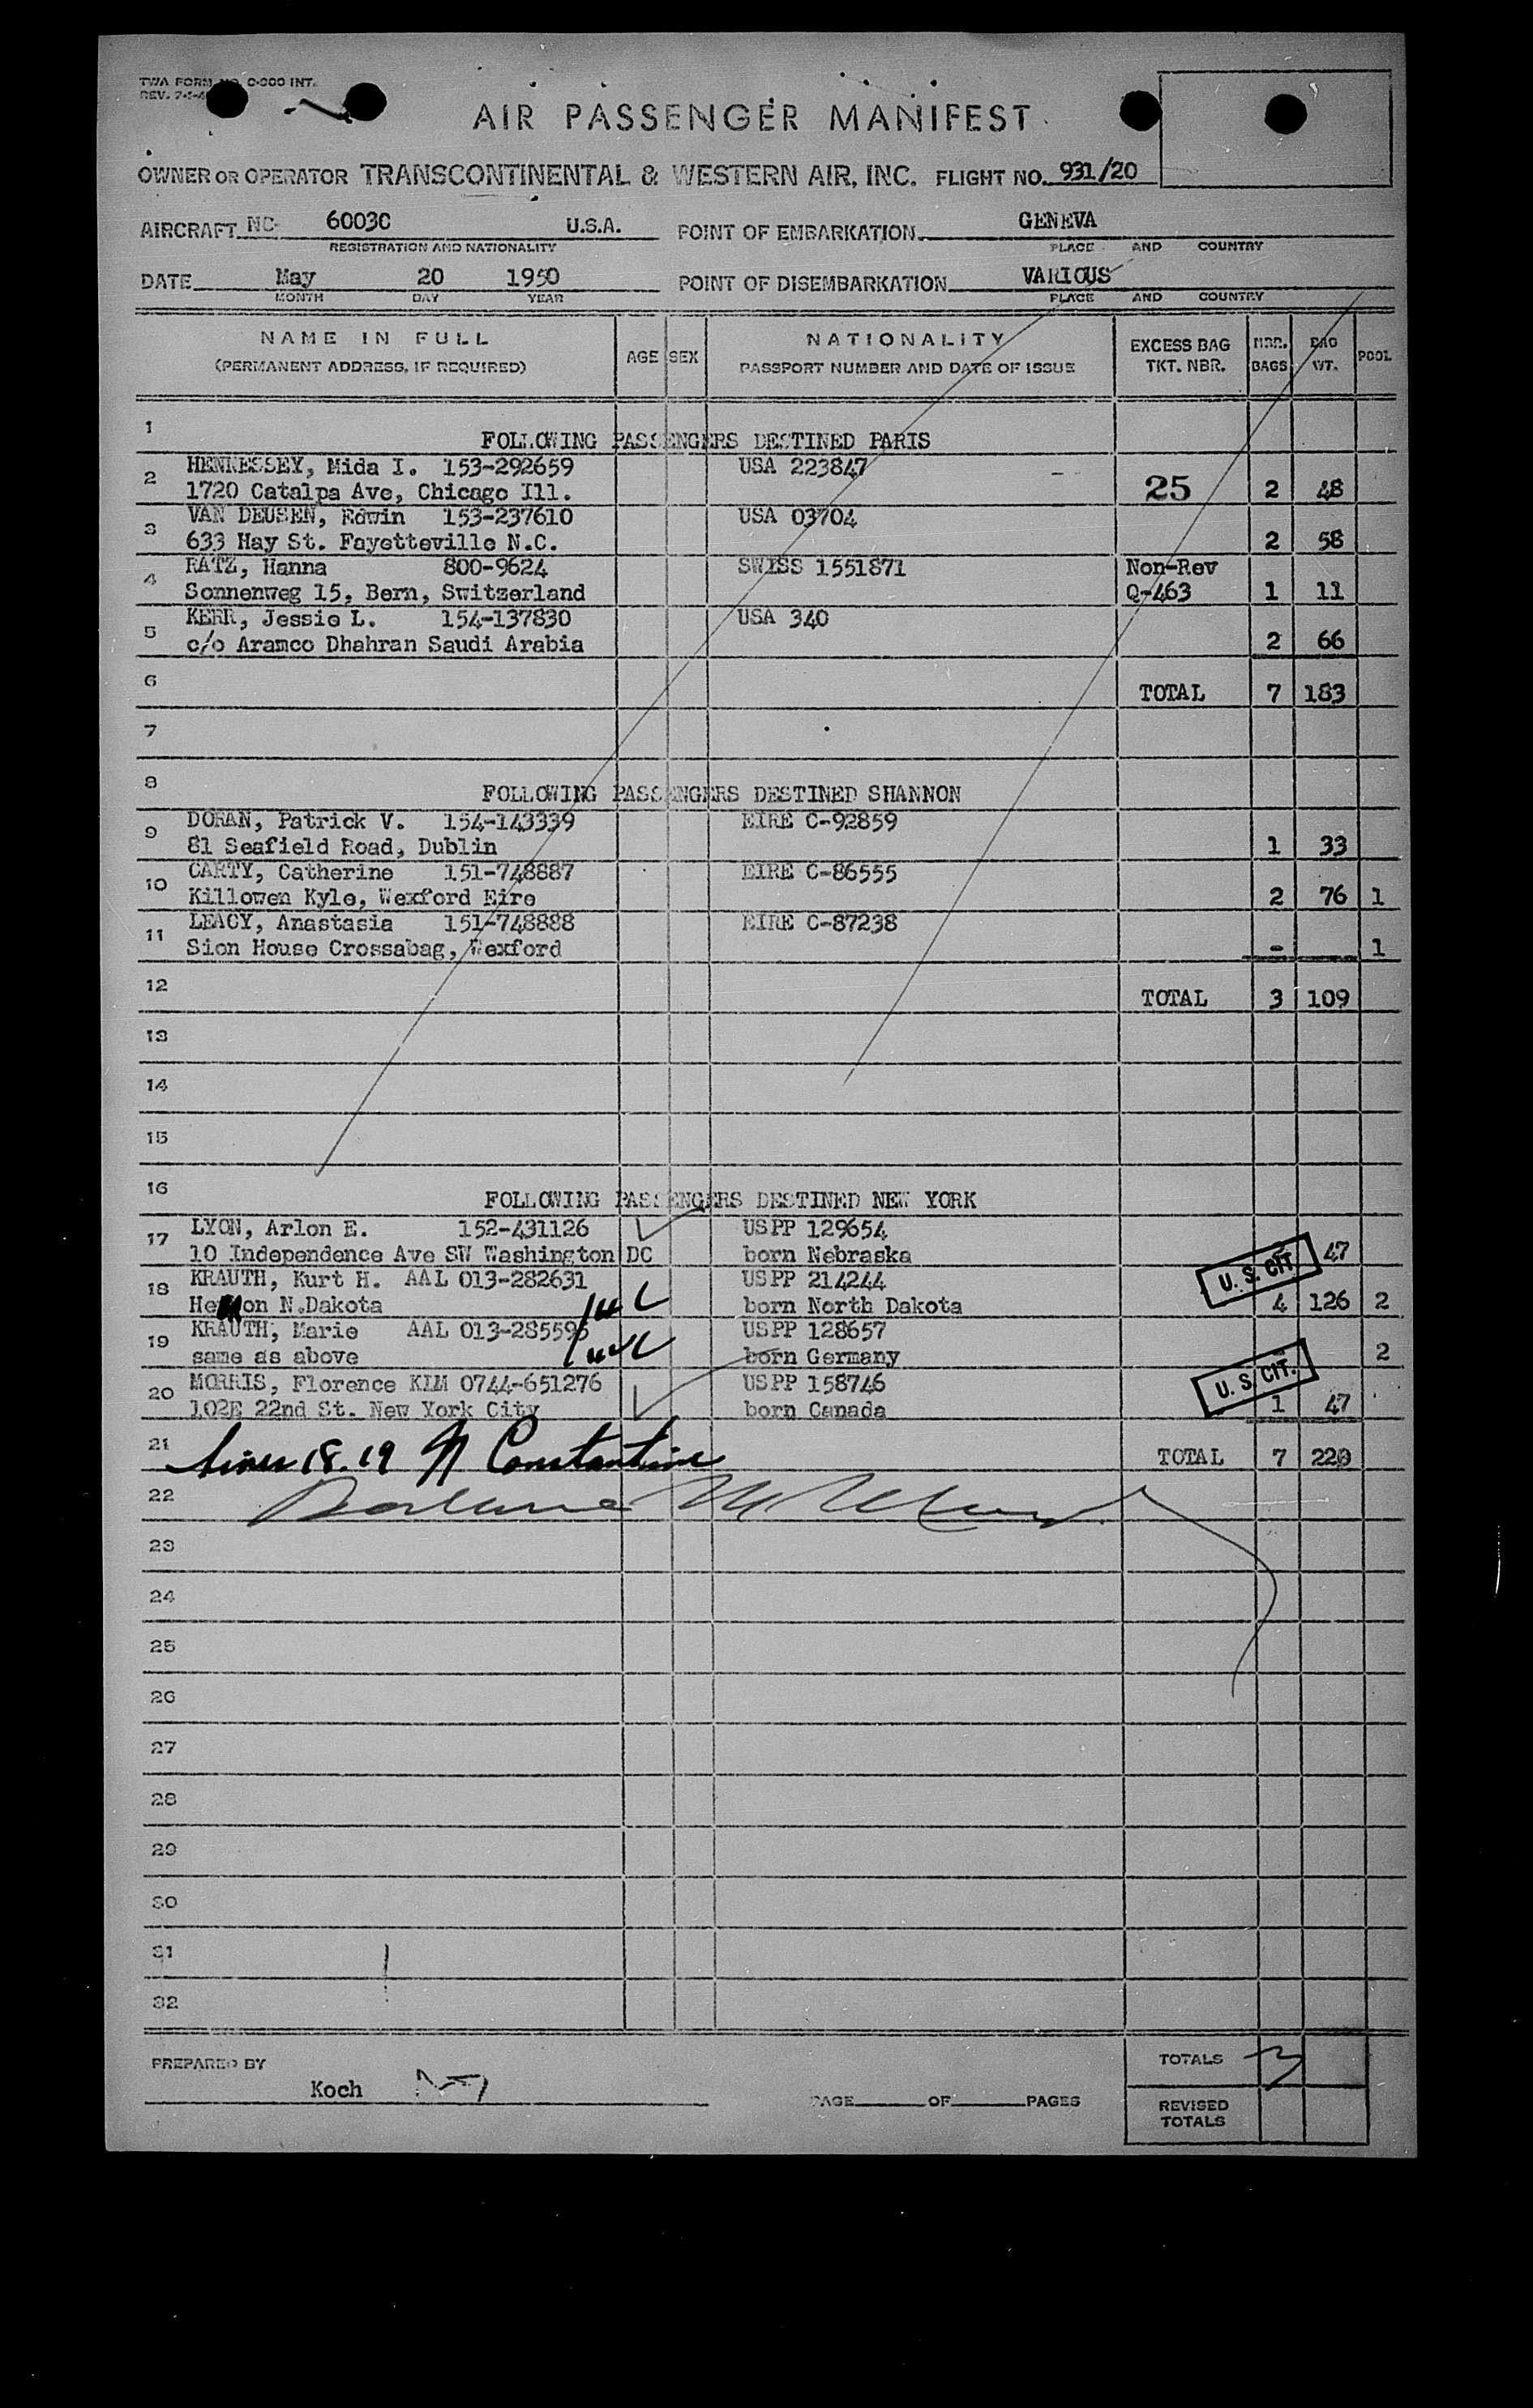 TWA FORM NO. O-800 INT.
REV. 7-1-4
AIR PASSENGER MANIFEST
OWNER OR OPERATOR TRANSCONTINENTAL & WESTERN AIR, INC. FLIGHT NO. 931/20
AIRCRAFT NC- 6003C U.S.A. POINT OF EMBARKATION GENEVA
REGISTRATION AND NATIONALITY PLACE AND COUNTRY
DATE May 20 1950 POINT OF DISEMBARKATION VARIOUS
MONTH DAY YEAR PLACE AND COUNTRY
NAME IN FULL AGE SEX NATIONALITY EXCESS BAG NBR. BAG POOL
(PERMANENT ADDRESS, IF REQUIRED) PASSPORT NUMBER AND DATE OF ISSUE TKT. NBR. BAGS WT.
1 FOLLOWING PASSENGERS DESTINED PARIS
2 HENNESSEY, Mida I. 153-292659 USA 223847
1720 Catalpa Ave, Chicago Ill. 25 2 48
3 VAN DEUSEN, Edwin 153-237610 USA 03704
633 Hay St. Fayetteville N.C. 2 58
4 RATZ, Hanna 800-9624 SWISS 1551871 Non-Rev
Sonnenweg 15, Bern, Switzerland Q-463 1 11
5 KERR, Jessie L. 154-137830 USA 340
c/o Aramco Dhahran Saudi Arabia 2 66
6 TOTAL 7 183
7
8 FOLLOWING PASSENGERS DESTINED SHANNON
9 DORAN, Patrick V. 154-143339 EIRE C-92859
81 Seafield Road, Dublin 1 33
10 CARTY, Catherine 151-748887 EIRE C-86555
Killowen Kyle, Wexford Eire 2 76 1
11 LEACY, Anastasia 151-748888 EIRE C-87238
Sion House Crossabag, Wexford - 1
12 TOTAL 3 109
13
14
15
16 FOLLOWING PASSENGERS DESTINED NEW YORK
17 LYON, Arlon E. 152-431126 USPP 129654
10 Independence Ave SW Washington DC born Nebraska U. S. CIT. 47
18 KRAUTH, Kurt H. AAL 013-282631 USPP 214244
N.Dakota born North Dakota 4 126 2
19 KRAUTH, Marie AAL 013-285595 USPP 128657
same as above born Germany 2
20 MORRIS, Florence KLM 0744-651276 USPP 158746 U. S. CIT.
102E 22nd St. New York City born Canada 1 47
21 lines 18.19 N Constantine TOTAL 7 220
22
23
24
25
26
27
28
29
30
31
32
PREPARED BY TOTALS
Koch PAGE OF PAGES
REVISED
TOTALS